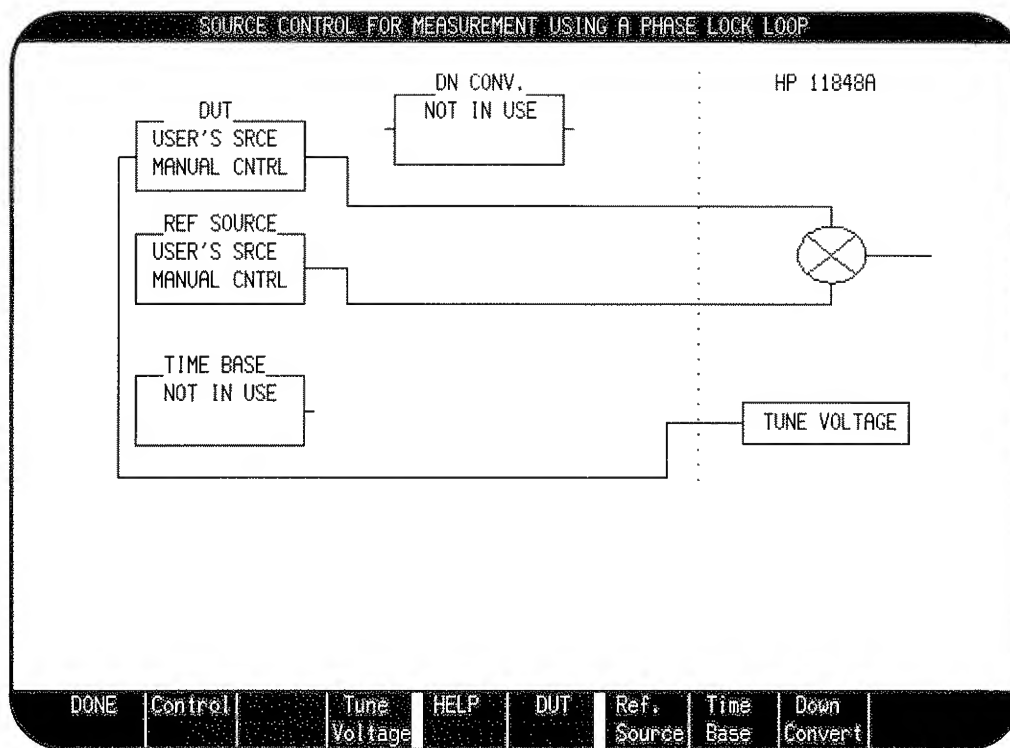 SOURCE CONTROL FOR MEASUREMENT USING A PHASE LOCK LOOP
DN CONV.
NOT IN USE
HP 11848A
DUT
USER'S SRCE
MANUAL CNTRL
REF SOURCE
USER'S SRCE
MANUAL CNTRL
TIME BASE
NOT IN USE
TUNE VOLTAGE
DONE
Control
Tune
Voltage
HELP
DUT
Ref.
Source
Time
Base
Down
Convert